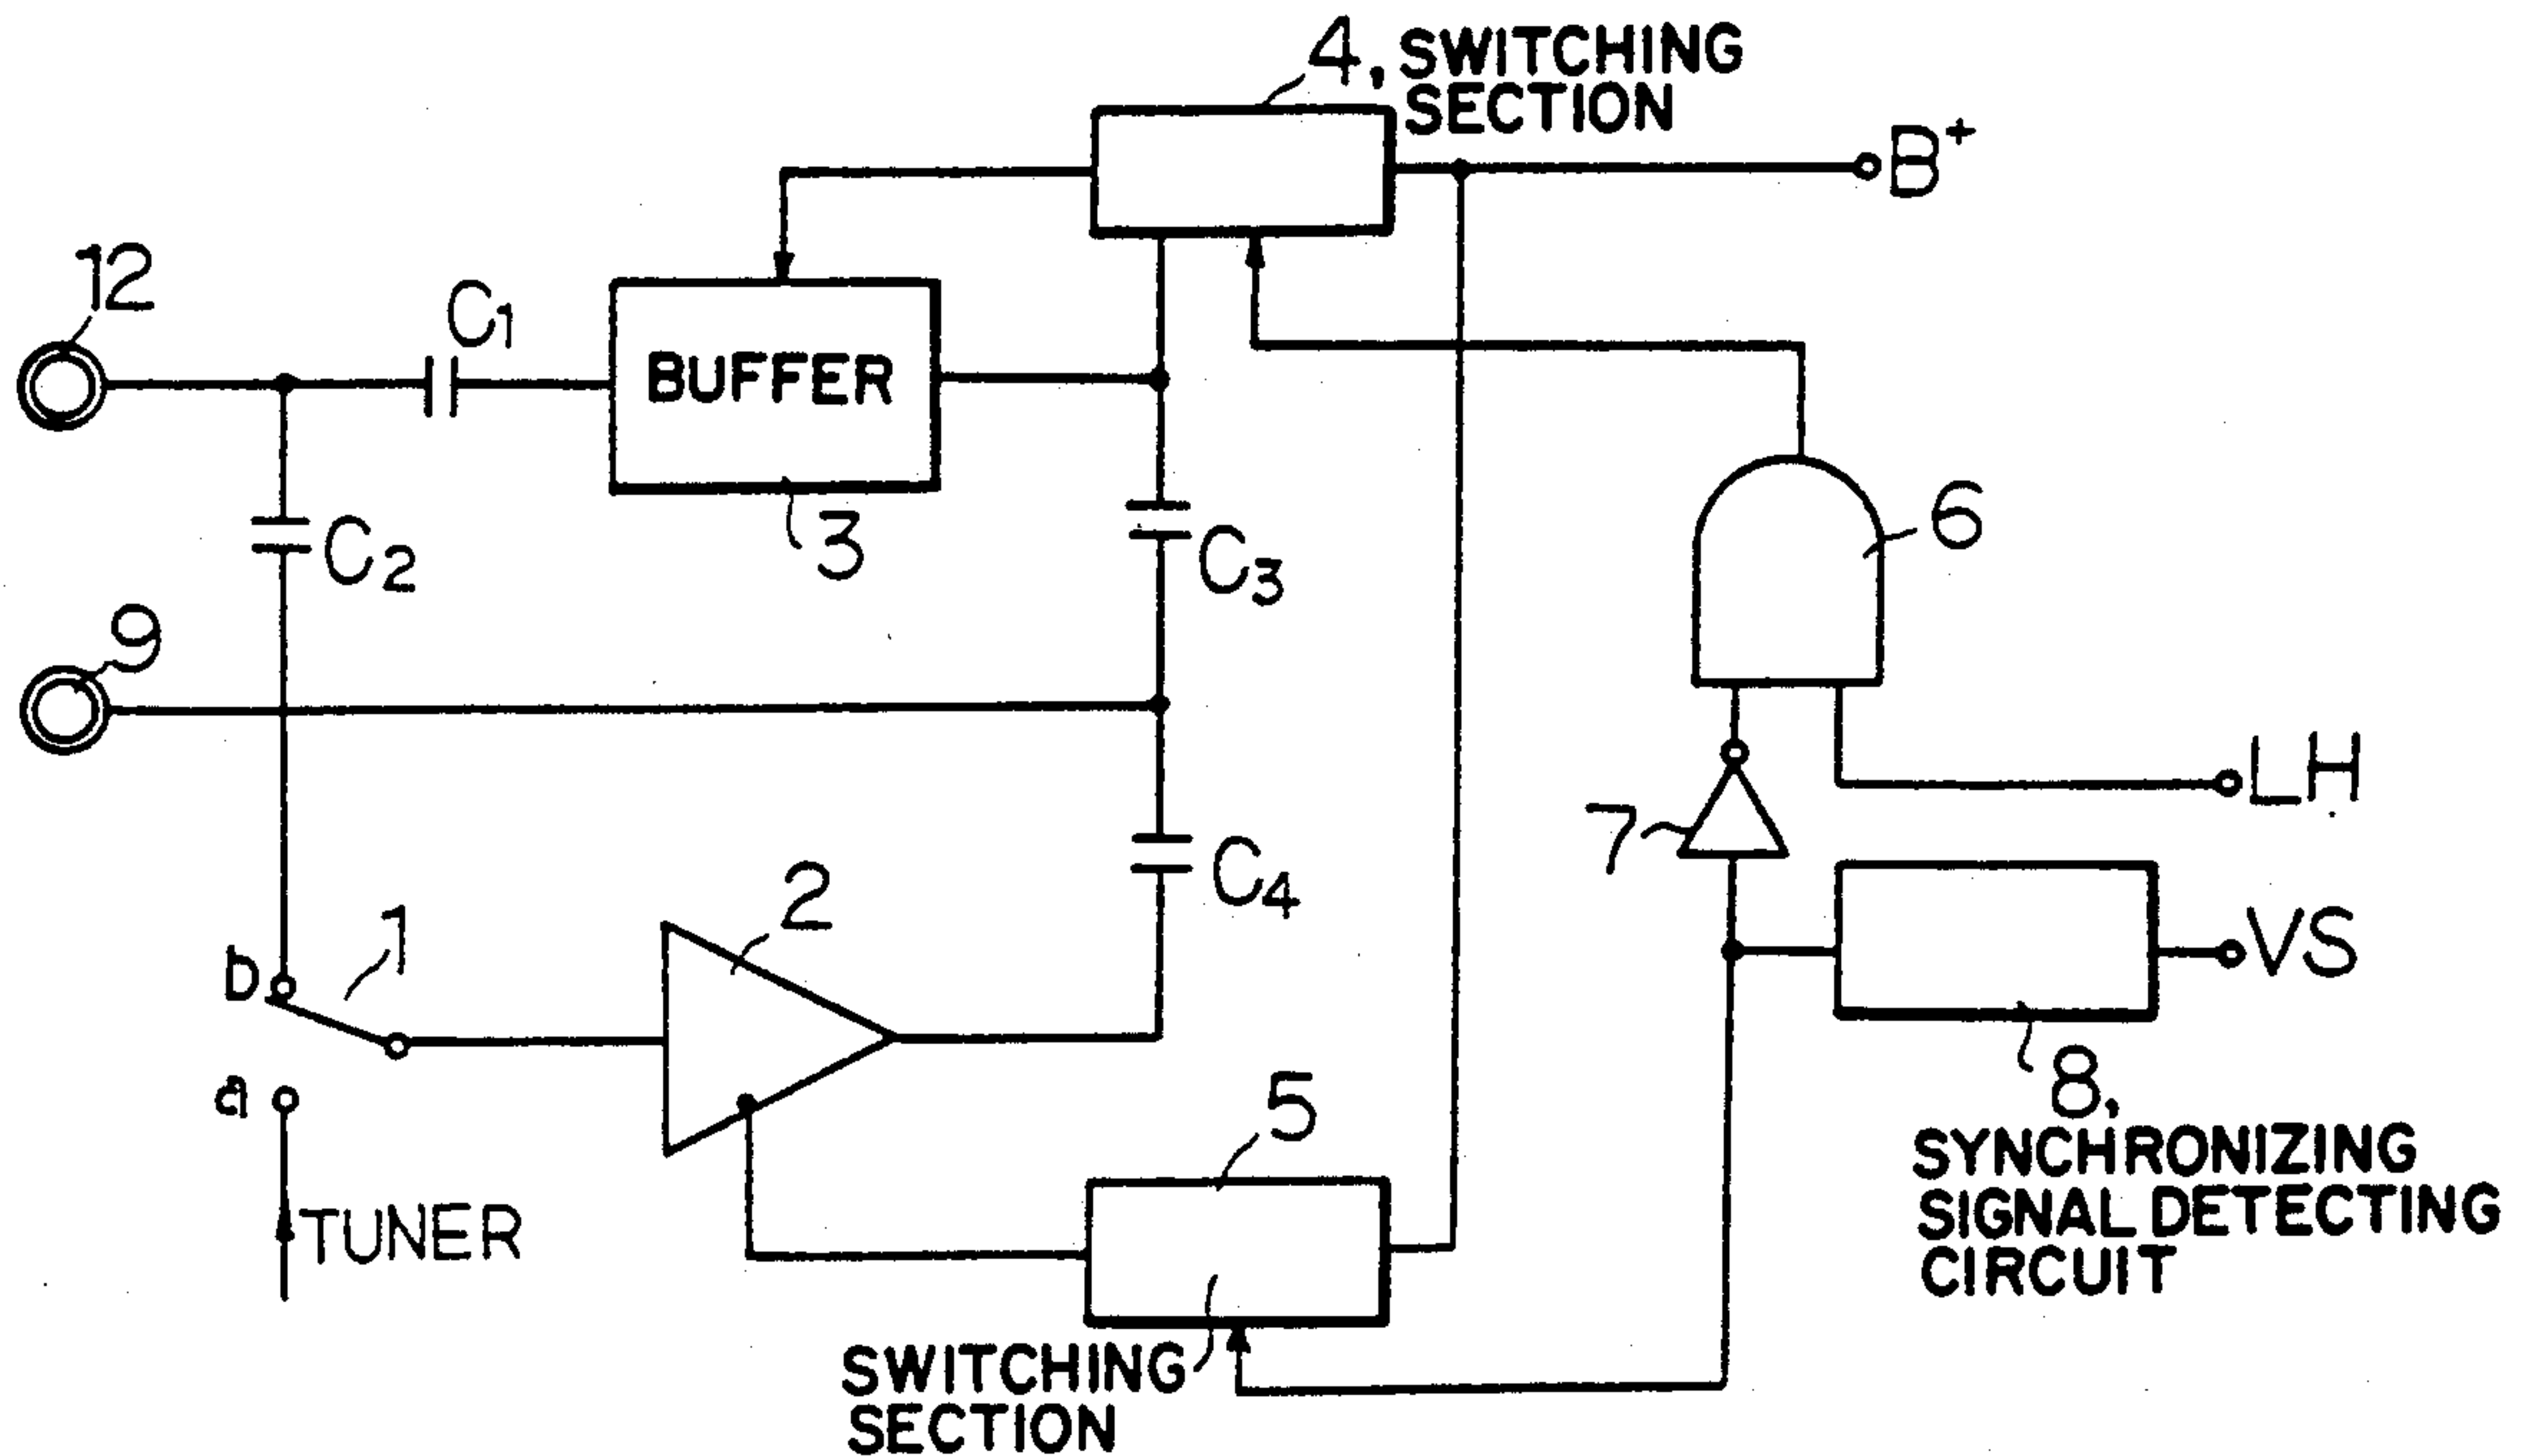 4, SWITCHING
SECTION
B+
12
C1
BUFFER
3
C2
C3
6
9
LH
7
C4
2
VS
b
1
a
8,
5
SYNCHRONIZING
SIGNAL DETECTING
CIRCUIT
TUNER
SWITCHING
SECTION